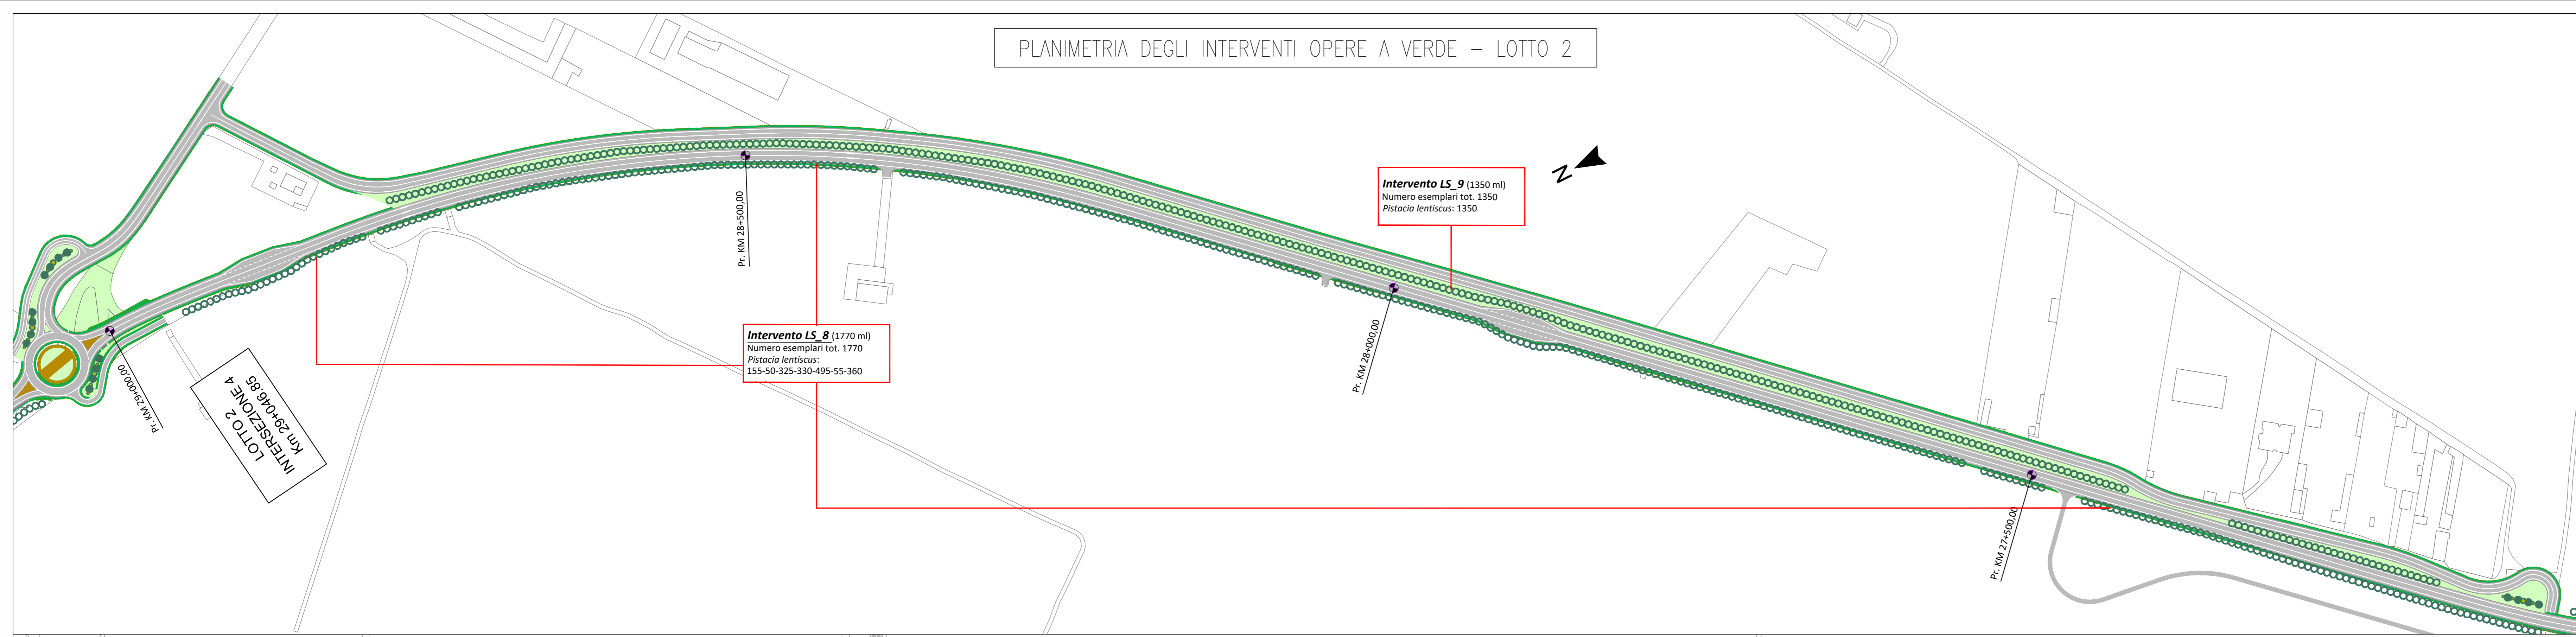 PLANIMETRIA DEGLI INTERVENTI OPERE A VERDE – LOTTO 2
N
Intervento LS_9 (1350 ml)
Numero esemplari tot. 1350
Pistacia lentiscus: 1350
Pr. KM 28+500,00
Intervento LS_8 (1770 ml)
Numero esemplari tot. 1770
Pistacia lentiscus:
155-50-325-330-495-55-360
Pr. KM 28+000,00
Pr. KM 29+000,00
LOTTO 2
INTERSEZIONE 4
Km 29+046,85
Pr. KM 27+500,00